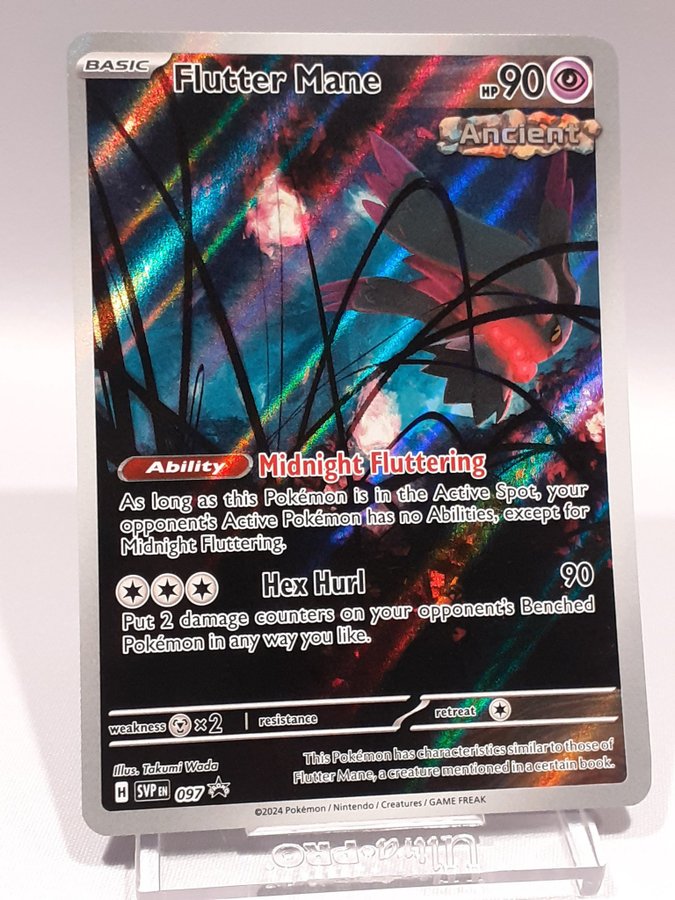 BASIC
Flutter Mane
HP 90
Ancient
Ability Midnight Fluttering
As long as this Pokémon is in the Active Spot, your
opponent's Active Pokémon has no Abilities, except for
Midnight Fluttering.
Hex Hurl 90
Put 2 damage counters on your opponent's Benched
Pokémon in any way you like.
weakness ×2 resistance retreat
Illus. Takumi Wada
This Pokémon has characteristics similar to those of
Flutter Mane, a creature mentioned in a certain book.
H SVP EN 097
©2024 Pokémon / Nintendo / Creatures / GAME FREAK
Ultra PRO